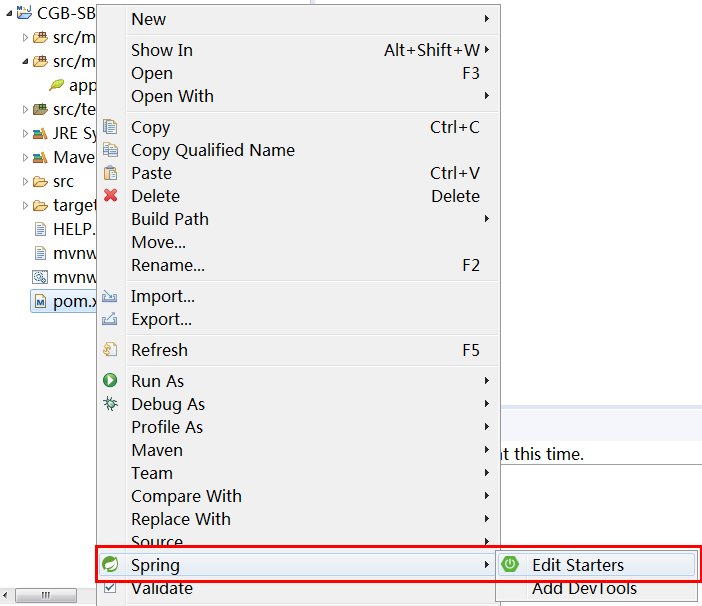 CGB-SB
New
src/m
Show In Alt+Shift+W
src/m
Open F3
app
Open With
src/te
Copy Ctrl+C
JRE Sy
Copy Qualified Name
Mave
Paste Ctrl+V
src
Delete Delete
target
Build Path
HELP.
Move...
mvnw
Rename... F2
mvnw
Import...
pom.x
Export...
Refresh F5
Run As
Debug As
Profile As
Maven
t this time.
Team
Compare With
Replace With
Source
Spring
Edit Starters
Validate
Add DevTools